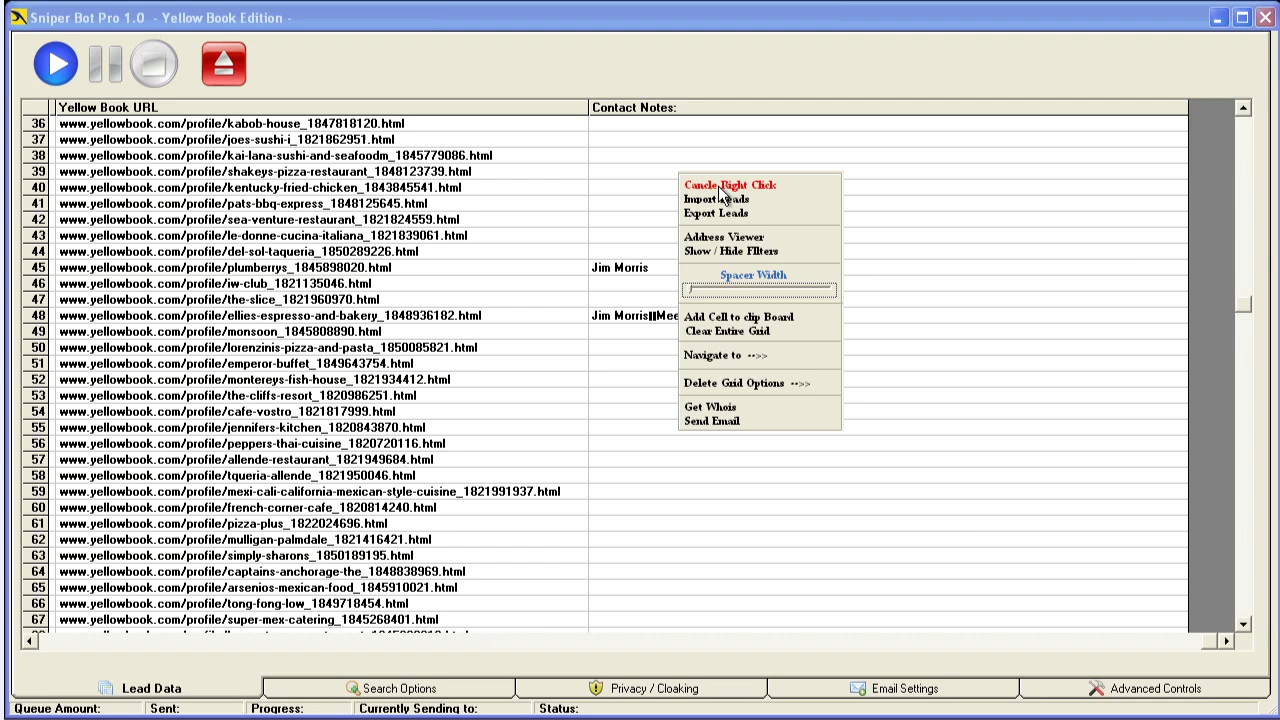 Sniper Bot Pro 1.0 - Yellow Book Edition -
Yellow Book URL Contact Notes:
36 www.yellowbook.com/profile/kabob-house_1847818120.html
37 www.yellowbook.com/profile/joes-sushi-i_1821862951.html
38 www.yellowbook.com/profile/kai-lana-sushi-and-seafoodm_1845779086.html
39 www.yellowbook.com/profile/shakeys-pizza-restaurant_1848123739.html
40 www.yellowbook.com/profile/kentucky-fried-chicken_1843845541.html
41 www.yellowbook.com/profile/pats-bbq-express_1848125645.html
42 www.yellowbook.com/profile/sea-venture-restaurant_1821824559.html
43 www.yellowbook.com/profile/le-donne-cucina-italiana_1821839061.html
44 www.yellowbook.com/profile/del-sol-taqueria_1850289226.html
45 www.yellowbook.com/profile/plumberrys_1845898020.html Jim Morris
46 www.yellowbook.com/profile/iw-club_1821135046.html
47 www.yellowbook.com/profile/the-slice_1821960970.html
48 www.yellowbook.com/profile/ellies-espresso-and-bakery_1848936182.html Jim Morris||Mee
49 www.yellowbook.com/profile/monsoon_1845808890.html
50 www.yellowbook.com/profile/lorenzinis-pizza-and-pasta_1850085821.html
51 www.yellowbook.com/profile/emperor-buffet_1849643754.html
52 www.yellowbook.com/profile/montereys-fish-house_1821934412.html
53 www.yellowbook.com/profile/the-cliffs-resort_1820986251.html
54 www.yellowbook.com/profile/cafe-vostro_1821817999.html
55 www.yellowbook.com/profile/jennifers-kitchen_1820843870.html
56 www.yellowbook.com/profile/peppers-thai-cuisine_1820720116.html
57 www.yellowbook.com/profile/allende-restaurant_1821949684.html
58 www.yellowbook.com/profile/tqueria-allende_1821950046.html
59 www.yellowbook.com/profile/mexi-cali-california-mexican-style-cuisine_1821991937.html
60 www.yellowbook.com/profile/french-corner-cafe_1820814240.html
61 www.yellowbook.com/profile/pizza-plus_1822024696.html
62 www.yellowbook.com/profile/mulligan-palmdale_1821416421.html
63 www.yellowbook.com/profile/simply-sharons_1850189195.html
64 www.yellowbook.com/profile/captains-anchorage-the_1848838969.html
65 www.yellowbook.com/profile/arsenios-mexican-food_1845910021.html
66 www.yellowbook.com/profile/tong-fong-low_1849718454.html
67 www.yellowbook.com/profile/super-mex-catering_1845268401.html
Cancle Right Click
Import Leads
Export Leads
Address Viewer
Show / Hide FIlters
Spacer Width
Add Cell to clip Board
Clear Entire Grid
Navigate to -->>
Delete Grid Options -->>
Get Whois
Send Email
Lead Data Search Options Privacy / Cloaking Email Settings Advanced Controls
Queue Amount: Sent: Progress: Currently Sending to: Status: